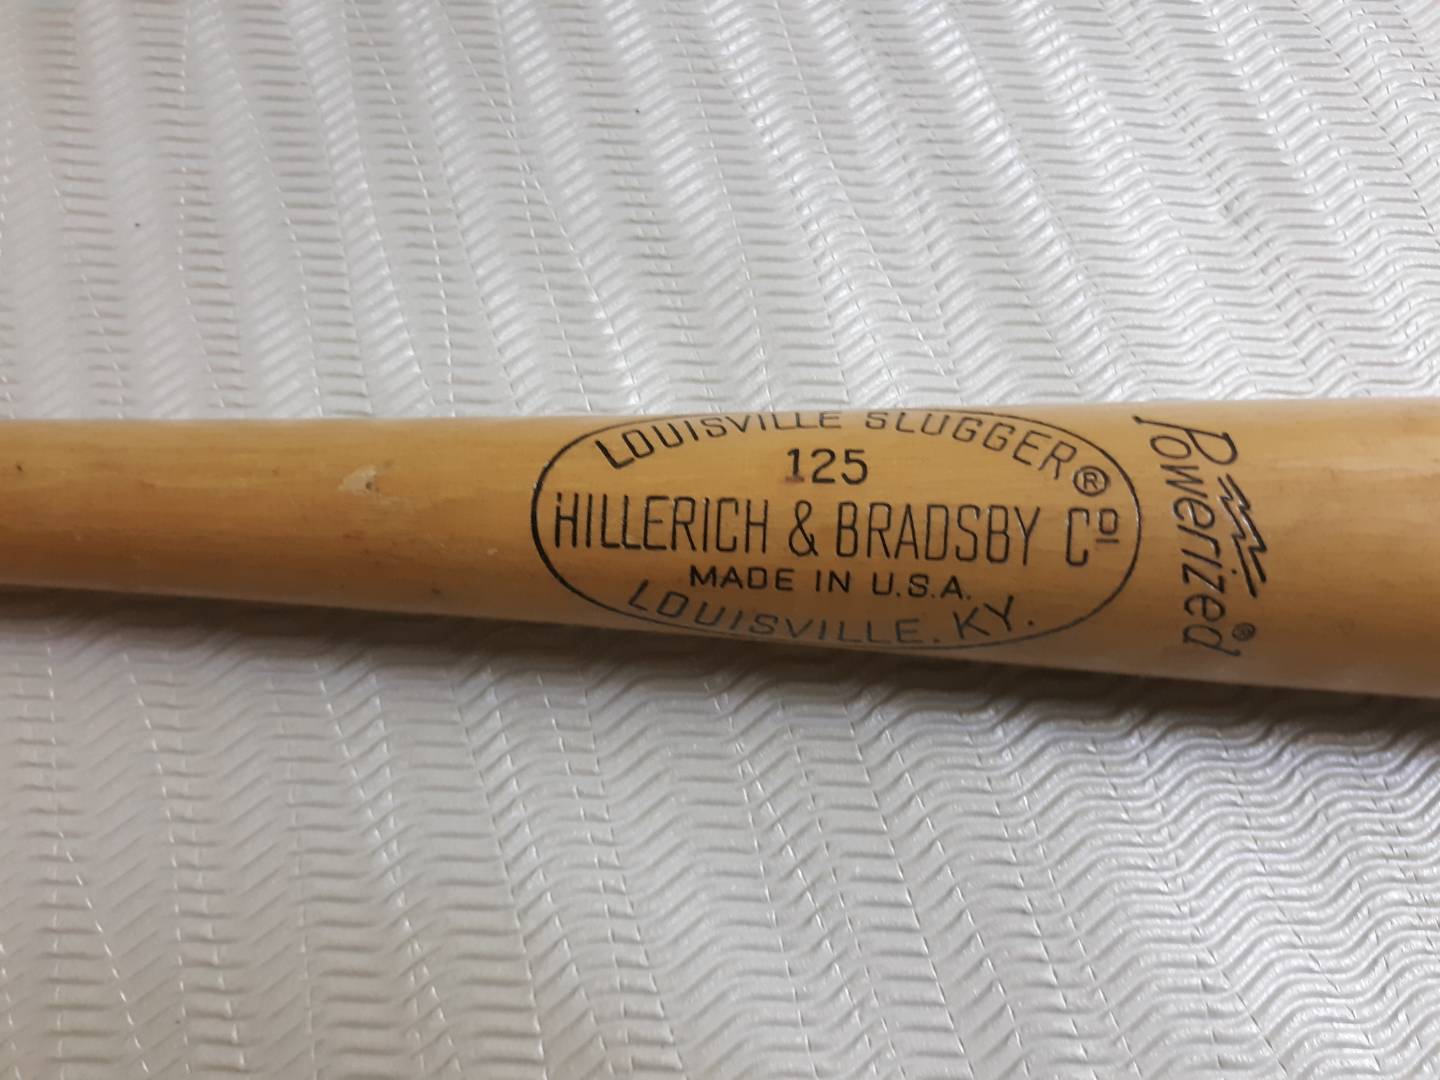 LOUISVILLE SLUGGER®
125
HILLERICH & BRADSBY Cº
MADE IN U.S.A.
LOUISVILLE. KY.
Powerized®